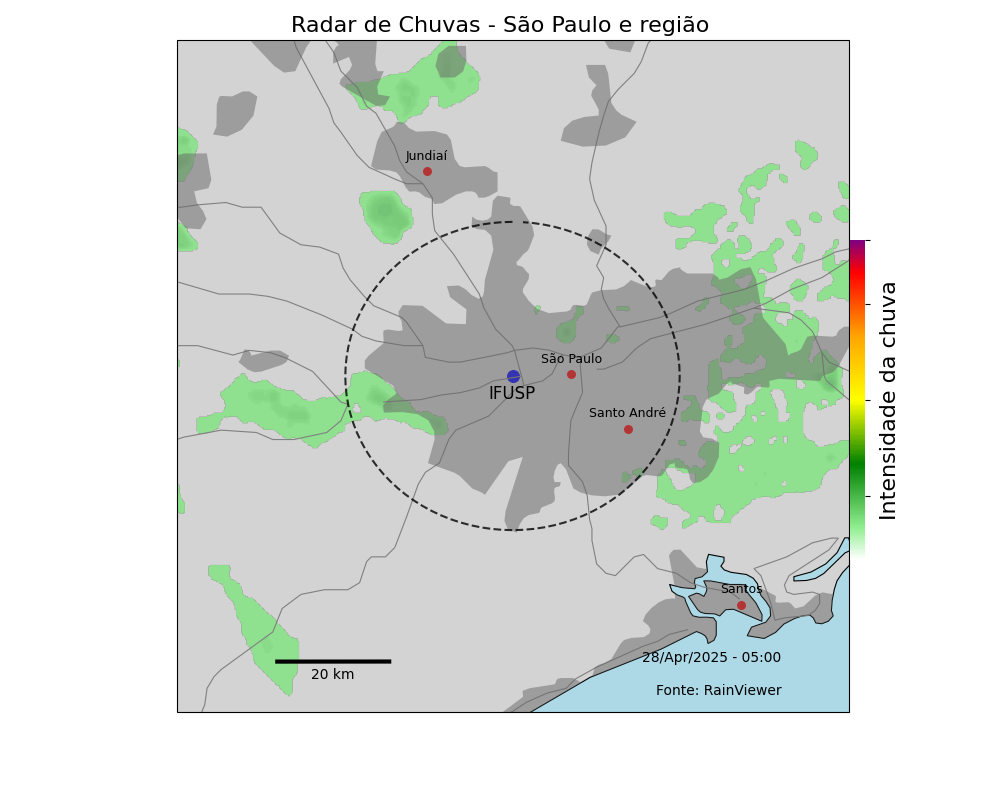 Radar de Chuvas - São Paulo e região
Jundiaí
São Paulo
IFUSP
Santo André
Intensidade da chuva
Santos
28/Apr/2025 - 05:00
20 km
Fonte: RainViewer